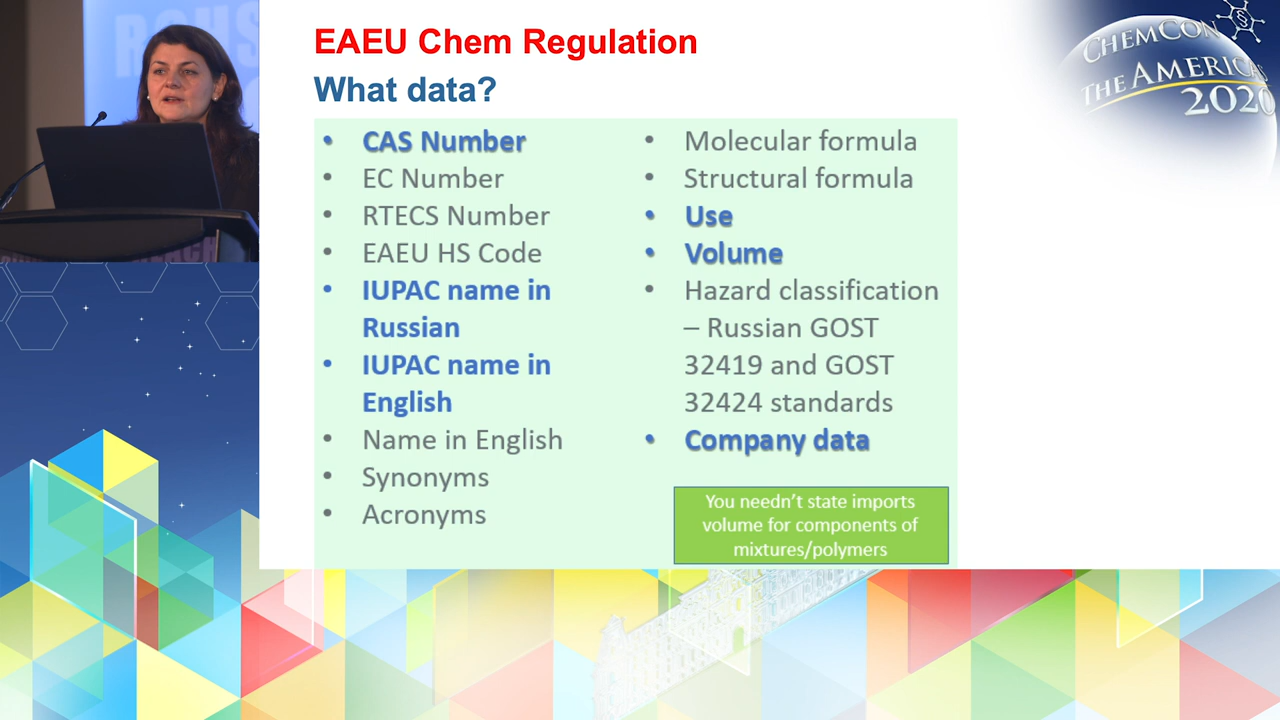 EAEU Chem Regulation
What data?
• CAS Number
• EC Number
• RTECS Number
• EAEU HS Code
• IUPAC name in
Russian
• IUPAC name in
English
• Name in English
• Synonyms
• Acronyms
• Molecular formula
• Structural formula
• Use
• Volume
• Hazard classification
– Russian GOST
32419 and GOST
32424 standards
• Company data
You needn't state imports
volume for components of
mixtures/polymers
CHEMCON
THE AMERICAS
2020
§